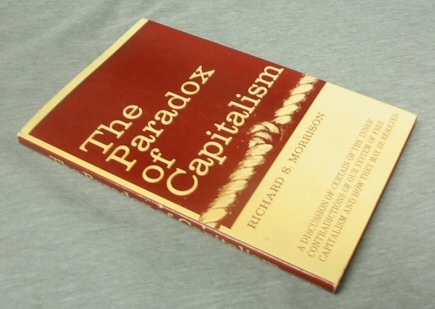 The
Paradox
of
Capitalism
RICHARD S. MORRISON
A DISCUSSION OF CERTAIN OF THE INNER
CONTRADICTIONS OF OUR SYSTEM OF FREE
CAPITALISM AND HOW THEY MAY BE RESOLVED